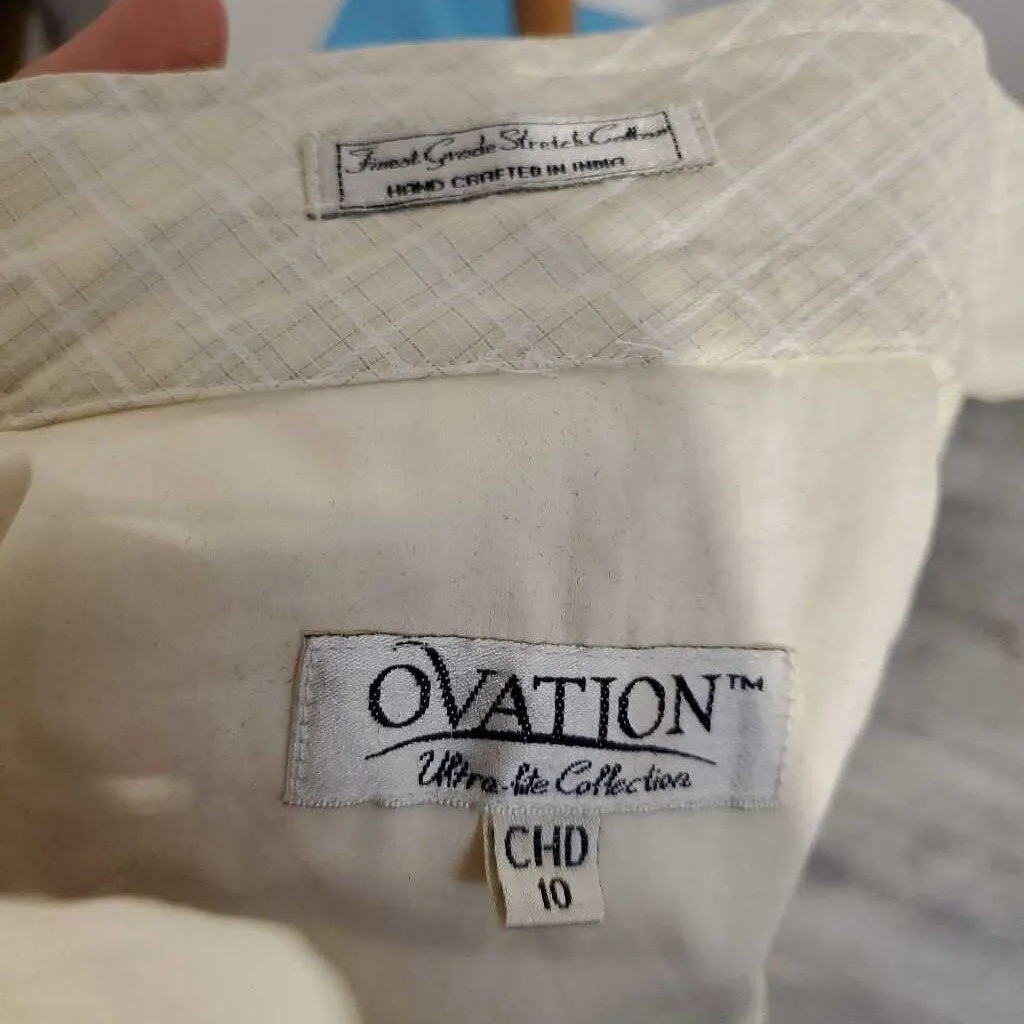 Finest Grade Stretch Cotton
HAND CRAFTED IN INDIA
OVATION™
Ultra-lite Collection
CHD
10